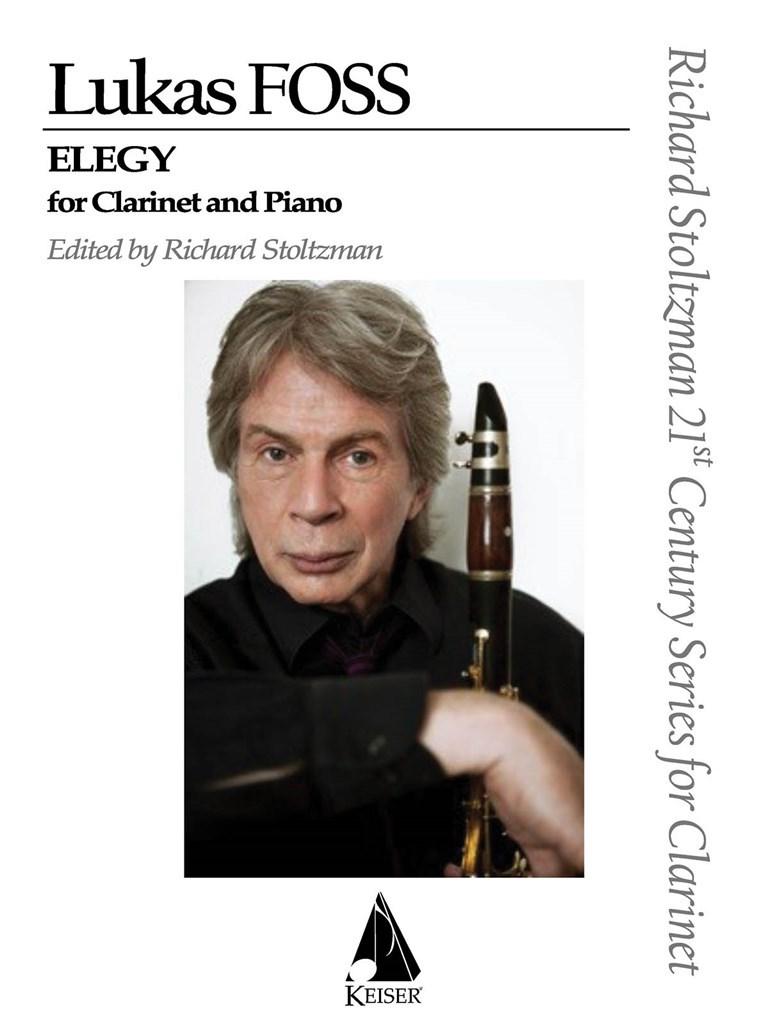 Lukas FOSS
ELEGY
for Clarinet and Piano
Edited by Richard Stoltzman
Richard Stoltzman 21st Century Series for Clarinet
KEISER®